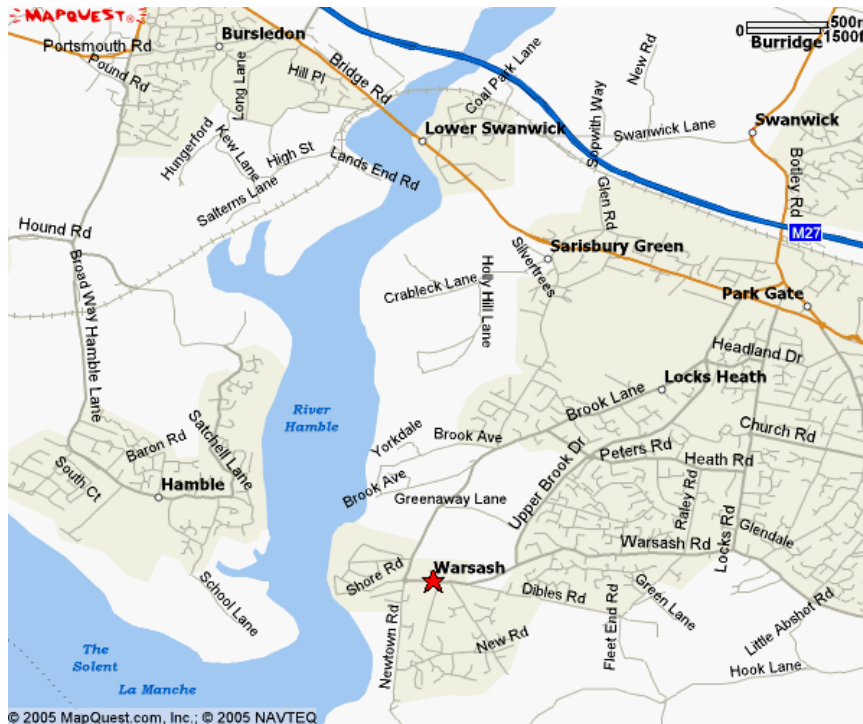 MAPQUEST
500m
0
1500f
Burridge
Portsmouth Rd
Bursledon
Pound Rd
Hill Pl
Long Lane
Bridge Rd
Coal Park Lane
New Rd
Sopwith Way
Swanwick Lane
Swanwick
Lower Swanwick
Hungerford
Kew Lane
High St
Lands End Rd
Salterns Lane
Botley Rd
Glen Rd
M27
Hound Rd
Sarisbury Green
Silvertrees
Broad Way Hamble Lane
Crableck Lane
Holly Hill Lane
Park Gate
Headland Dr
Locks Heath
Brook Lane
River
Hamble
Satchell Lane
Baron Rd
South Ct
Hamble
Yorkdale
Brook Ave
Brook Ave
Greenaway Lane
Upper Brook Dr
Peters Rd
Church Rd
Heath Rd
Raley Rd
Locks Rd
Glendale
Warsash Rd
Warsash
Shore Rd
School Lane
Newtown Rd
New Rd
Dibles Rd
Fleet End Rd
Green Lane
Little Abshot Rd
Hook Lane
The
Solent
La Manche
© 2005 MapQuest.com, Inc.; © 2005 NAVTEQ